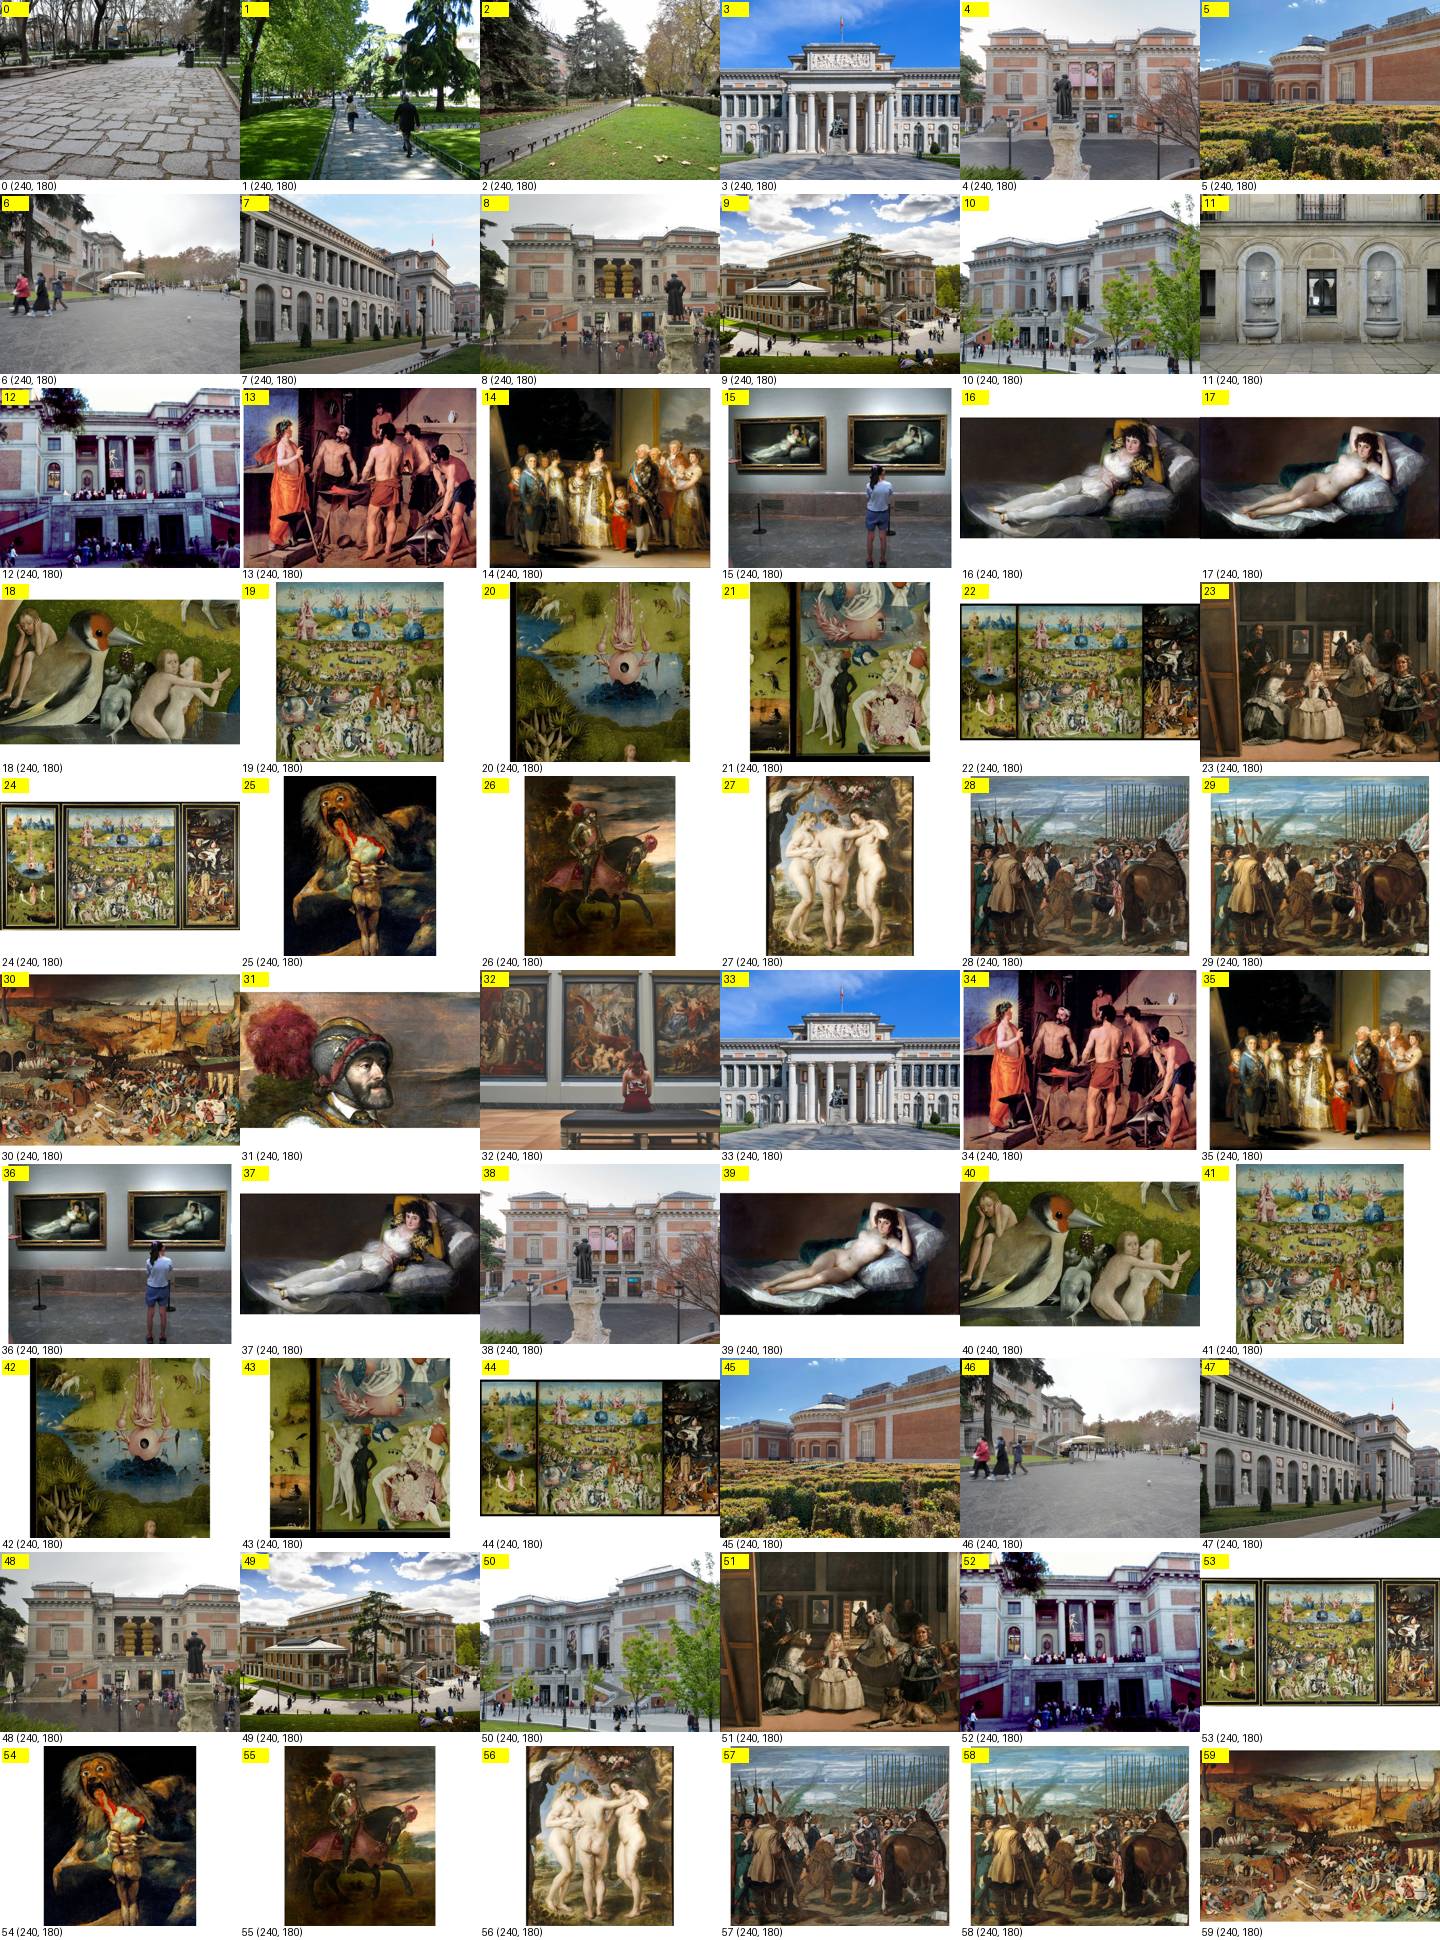 0 1 2 3 4 5
0 (240, 180) 1 (240, 180) 2 (240, 180) 3 (240, 180) 4 (240, 180) 5 (240, 180)
6 7 8 9 10 11
6 (240, 180) 7 (240, 180) 8 (240, 180) 9 (240, 180) 10 (240, 180) 11 (240, 180)
12 13 14 15 16 17
12 (240, 180) 13 (240, 180) 14 (240, 180) 15 (240, 180) 16 (240, 180) 17 (240, 180)
18 19 20 21 22 23
18 (240, 180) 19 (240, 180) 20 (240, 180) 21 (240, 180) 22 (240, 180) 23 (240, 180)
24 25 26 27 28 29
24 (240, 180) 25 (240, 180) 26 (240, 180) 27 (240, 180) 28 (240, 180) 29 (240, 180)
30 31 32 33 34 35
30 (240, 180) 31 (240, 180) 32 (240, 180) 33 (240, 180) 34 (240, 180) 35 (240, 180)
36 37 38 39 40 41
36 (240, 180) 37 (240, 180) 38 (240, 180) 39 (240, 180) 40 (240, 180) 41 (240, 180)
42 43 44 45 46 47
42 (240, 180) 43 (240, 180) 44 (240, 180) 45 (240, 180) 46 (240, 180) 47 (240, 180)
48 49 50 51 52 53
48 (240, 180) 49 (240, 180) 50 (240, 180) 51 (240, 180) 52 (240, 180) 53 (240, 180)
54 55 56 57 58 59
54 (240, 180) 55 (240, 180) 56 (240, 180) 57 (240, 180) 58 (240, 180) 59 (240, 180)